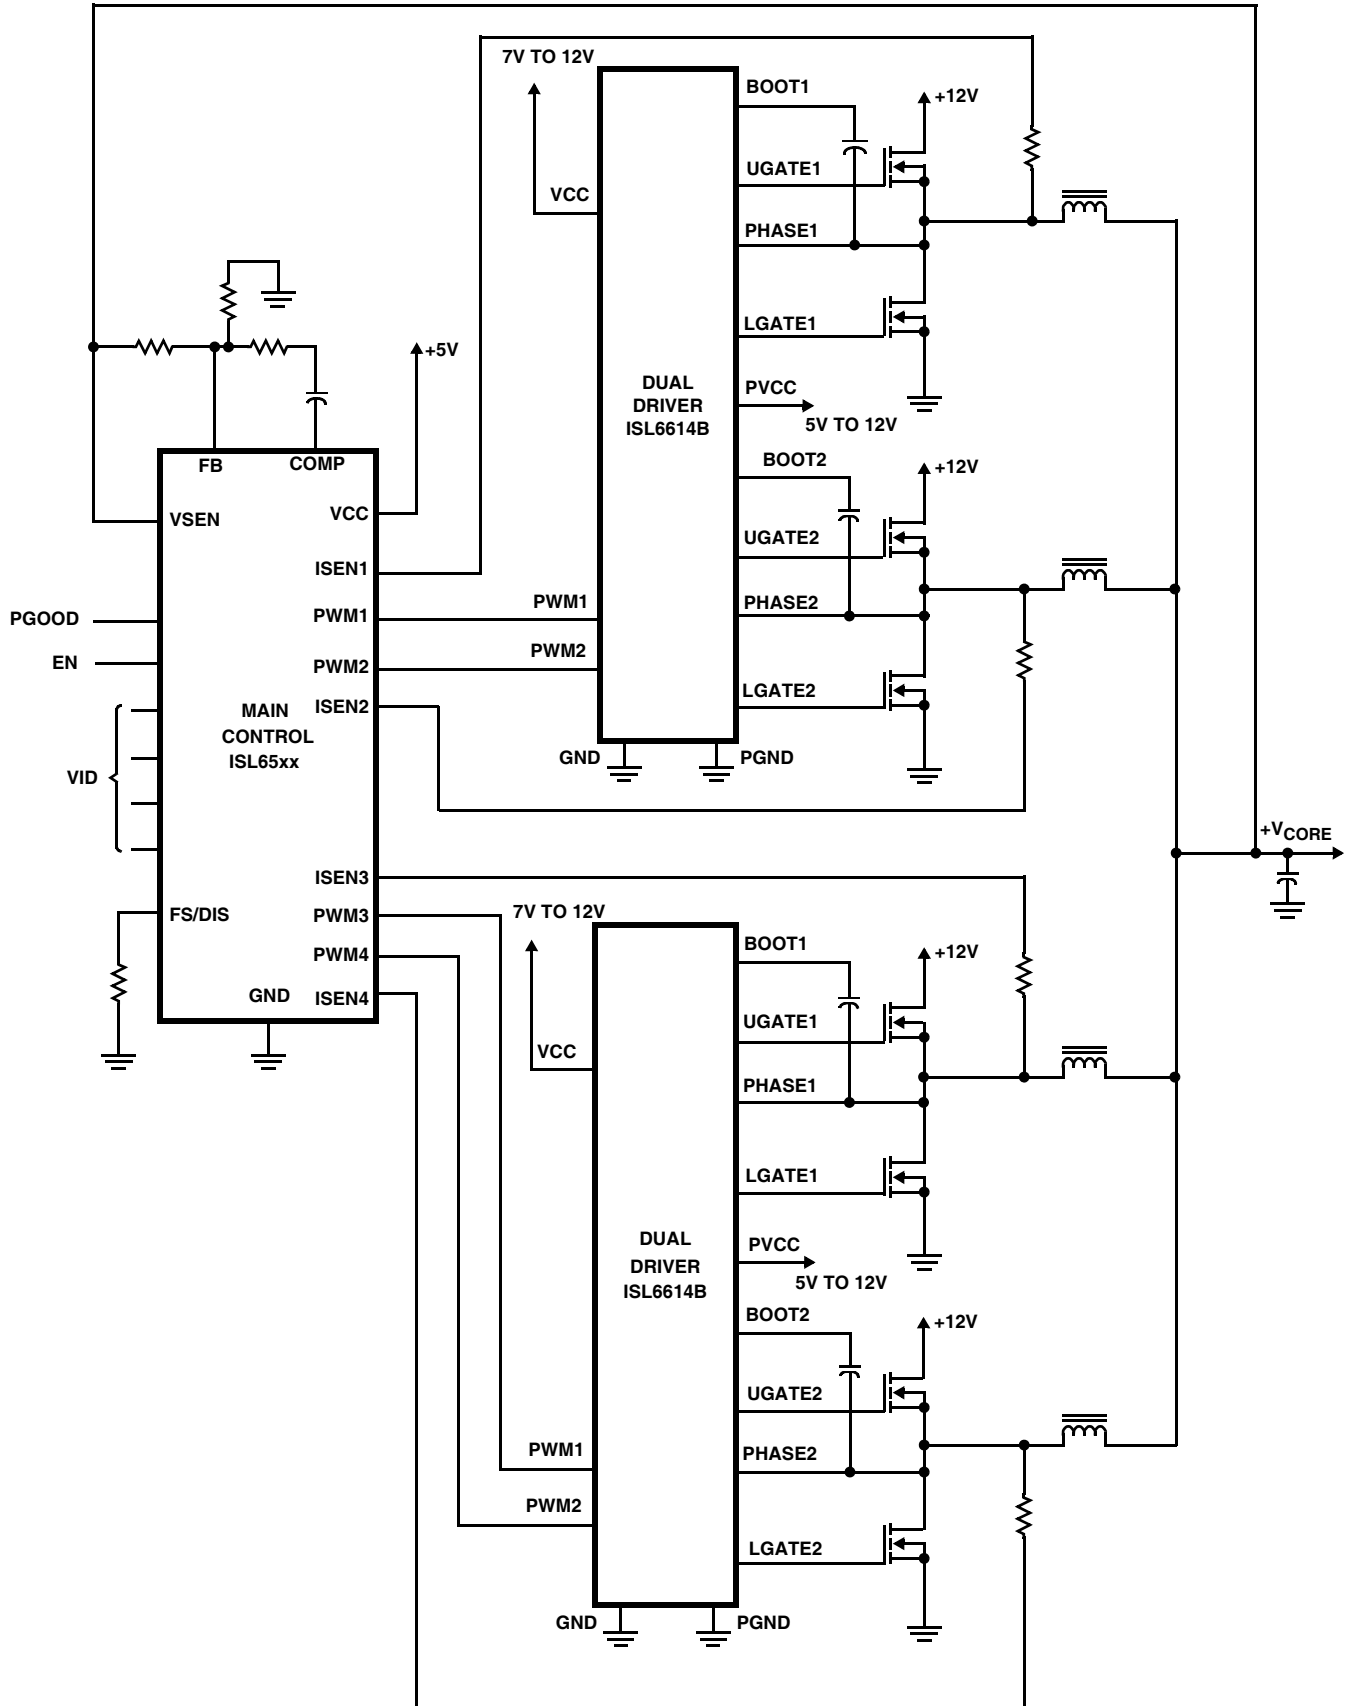 7V TO 12V
BOOT1
+12V
UGATE1
VCC
PHASE1
LGATE1
+5V
DUAL
DRIVER
ISL6614B
PVCC
5V TO 12V
BOOT2
+12V
FB
COMP
VSEN
VCC
UGATE2
ISEN1
PWM1
PWM1
PHASE2
PGOOD
EN
PWM2
PWM2
ISEN2
LGATE2
MAIN
CONTROL
ISL65xx
VID
GND
PGND
+VCORE
ISEN3
FS/DIS
PWM3
7V TO 12V
PWM4
GND
ISEN4
BOOT1
+12V
UGATE1
VCC
PHASE1
LGATE1
DUAL
DRIVER
ISL6614B
PVCC
5V TO 12V
BOOT2
+12V
UGATE2
PWM1
PHASE2
PWM2
LGATE2
GND
PGND